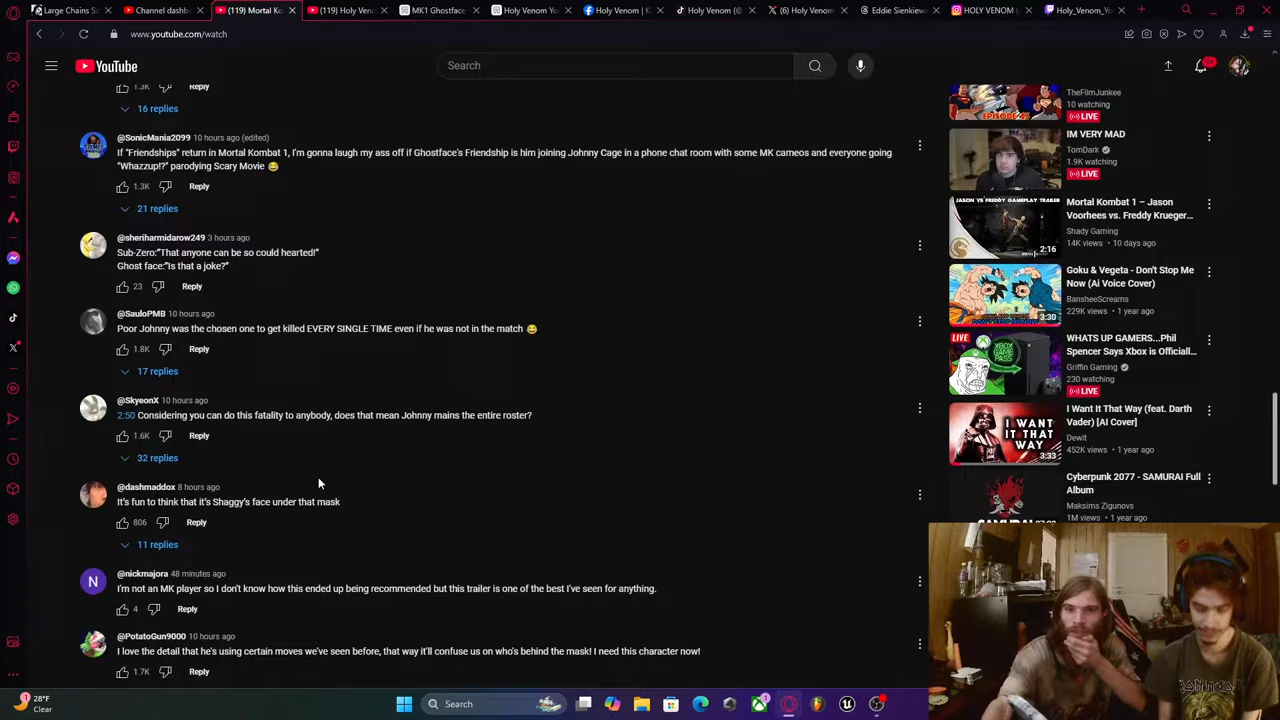 Large Chains S
Channel dashb
(119) Mortal Ko
(119) Holy Ven
MK1 Ghostface
Holy Venom You
Holy Venom | K
Holy Venom (@
(6) Holy Venom
Eddie Sienkiew
HOLY VENOM (
Holy_Venom_Yo
www.youtube.com/watch
YouTube
Search
1.3K Reply
16 replies
@SonicMania2099 10 hours ago (edited)
If "Friendships" return in Mortal Kombat 1, I'm gonna laugh my ass off if Ghostface's Friendship is him joining Johnny Cage in a phone chat room with some MK cameos and everyone going
"Whazzup!?" parodying Scary Movie 😂
1.3K Reply
21 replies
@sheriharmidarow249 3 hours ago
Sub-Zero:"That anyone can be so could hearted!"
Ghost face:"Is that a joke?"
23 Reply
@SauloPMB 10 hours ago
Poor Johnny was the chosen one to get killed EVERY SINGLE TIME even if he was not in the match 😂
1.8K Reply
17 replies
@SkyeonX 10 hours ago
2:50 Considering you can do this fatality to anybody, does that mean Johnny mains the entire roster?
1.6K Reply
32 replies
@dashmaddox 8 hours ago
It's fun to think that it's Shaggy's face under that mask
806 Reply
11 replies
N
@nickmajora 48 minutes ago
I'm not an MK player so I don't know how this ended up being recommended but this trailer is one of the best I've seen for anything.
4 Reply
@PotatoGun9000 10 hours ago
I love the detail that he's using certain moves we've seen before, that way it'll confuse us on who's behind the mask! I need this character now!
1.7K Reply
EPISODE 45
TheFilmJunkee
10 watching
LIVE
IM VERY MAD
TomDark
1.9K watching
LIVE
JASON VS FREDDY GAMEPLAY TRAILER
2:16
Mortal Kombat 1 – Jason
Voorhees vs. Freddy Krueger...
Shady Gaming
14K views • 10 days ago
3:30
Goku & Vegeta - Don't Stop Me
Now (Ai Voice Cover)
BansheeScreams
229K views • 1 year ago
LIVE
XBOX
GAME
PASS
WHATS UP GAMERS...Phil
Spencer Says Xbox is Officiall...
Griffin Gaming
230 watching
LIVE
I WANT
IT THAT
WAY
3:33
I Want It That Way (feat. Darth
Vader) [AI Cover]
Dewit
452K views • 1 year ago
SAMURAI
Cyberpunk 2077 - SAMURAI Full
Album
Maksims Zigunovs
1M views • 1 year ago
1
28°F
Clear
Search